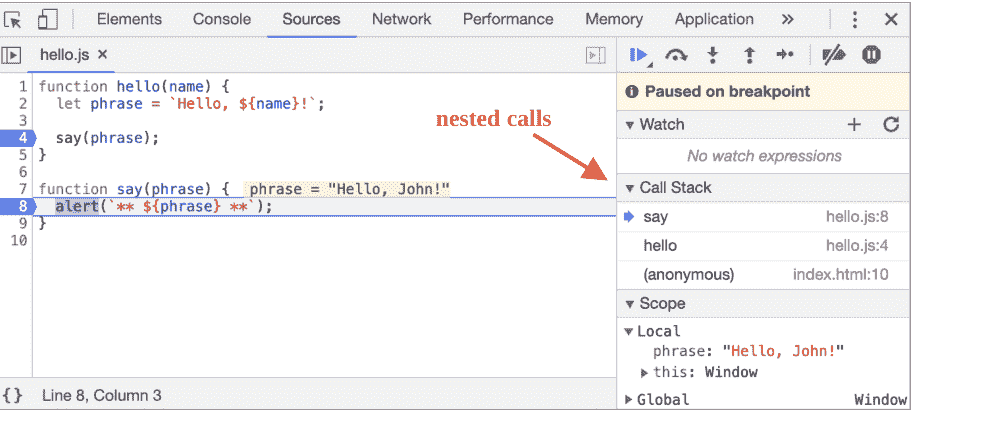 Elements Console Sources Network Performance Memory Application »
hello.js ×
1 function hello(name) {
2 let phrase = `Hello, ${name}!`;
3
4 say(phrase);
5 }
6
7 function say(phrase) { phrase = "Hello, John!"
8 alert(`** ${phrase} **`);
9 }
10
{} Line 8, Column 3
nested calls
Paused on breakpoint
Watch
No watch expressions
Call Stack
say hello.js:8
hello hello.js:4
(anonymous) index.html:10
Scope
Local
phrase: "Hello, John!"
this: Window
Global Window